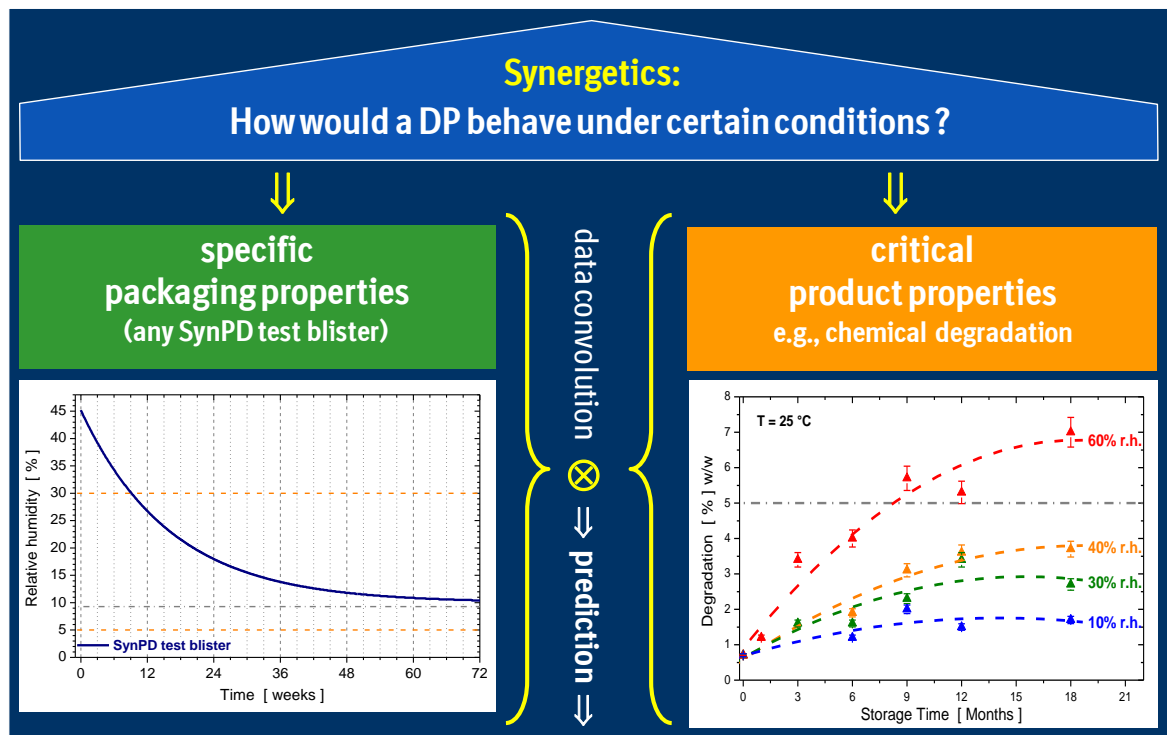 Synergetics:
How would a DP behave under certain conditions ?
⇓
⇓
specific
packaging properties
(any SynPD test blister)
data convolution
⊗
⇓
prediction
⇓
critical
product properties
e.g., chemical degradation
Relative humidity [ % ]
45
40
35
30
25
20
15
10
5
0
SynPD test blister
0 12 24 36 48 60 72
Time [ weeks ]
Degradation [ % ] w/w
8
7
6
5
4
3
2
1
0
T = 25 °C
60% r.h.
40% r.h.
30% r.h.
10% r.h.
0 3 6 9 12 15 18 21
Storage Time [ Months ]